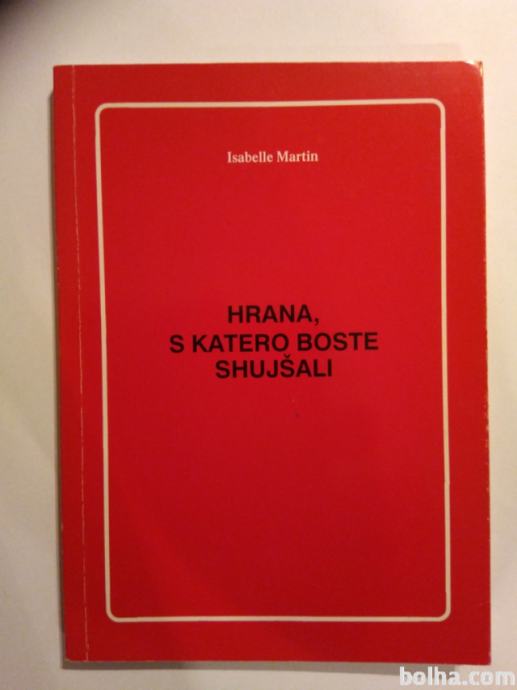 Isabelle Martin
HRANA,
S KATERO BOSTE
SHUJŠALI
bolha.com